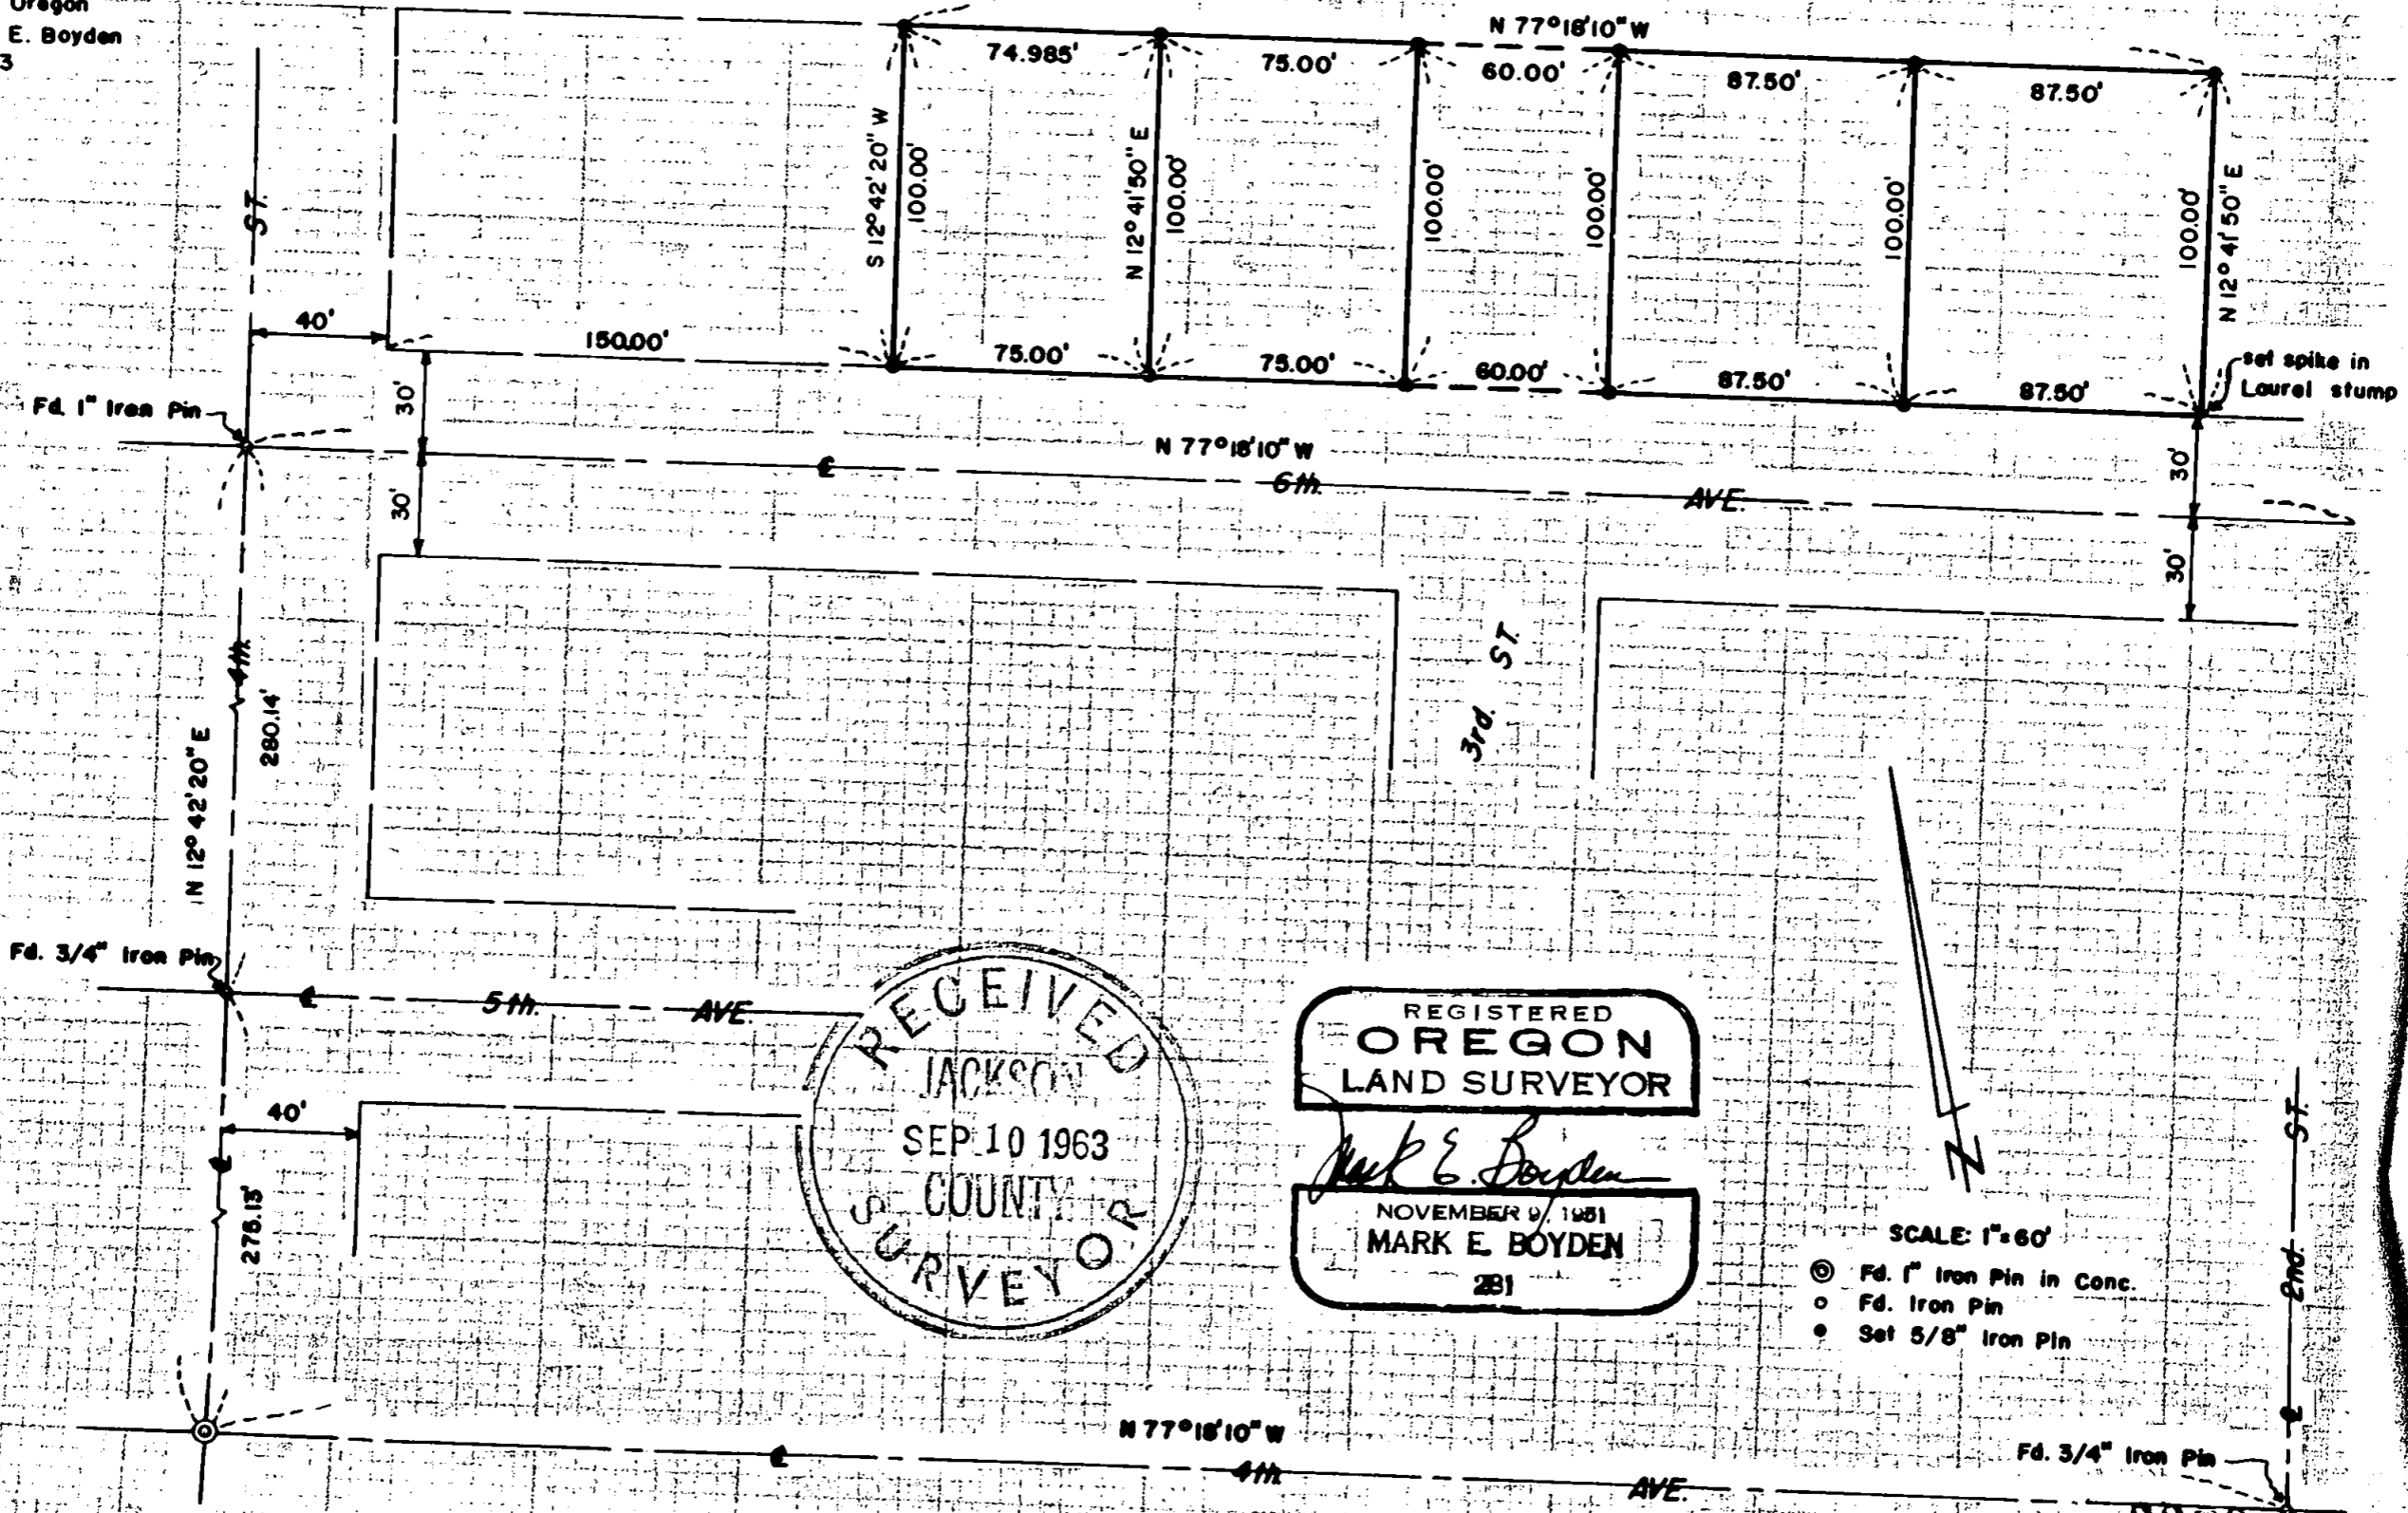 Oregon
E. Boyden
3
N 77°18'10" W
74.985'
75.00'
60.00'
87.50'
87.50'
S 12° 42' 20" W
100.00'
N 12° 41' 50" E
100.00'
100.00'
100.00'
100.00'
100.00'
N 12° 41' 50" E
ST.
40'
150.00'
75.00'
75.00'
60.00'
87.50'
87.50'
set spike in
Laurel stump
Fd. 1" Iron Pin
30'
30'
N 77°18'10" W
℄
6th.
AVE.
30'
30'
4th.
280.14'
N 12° 42' 20" E
3rd. ST.
Fd. 3/4" Iron Pin
℄
5th.
AVE.
40'
℄
RECEIVED
JACKSON
SEP 10 1963
COUNTY
SURVEYOR
REGISTERED
OREGON
LAND SURVEYOR
Mark E. Boyden
NOVEMBER 9, 1951
MARK E. BOYDEN
281
N
SCALE: 1"=60'
Fd. 1" Iron Pin in Conc.
Fd. Iron Pin
Set 5/8" Iron Pin
ST.
2nd.
℄
N 77°18'10" W
℄
4th
AVE.
Fd. 3/4" Iron Pin